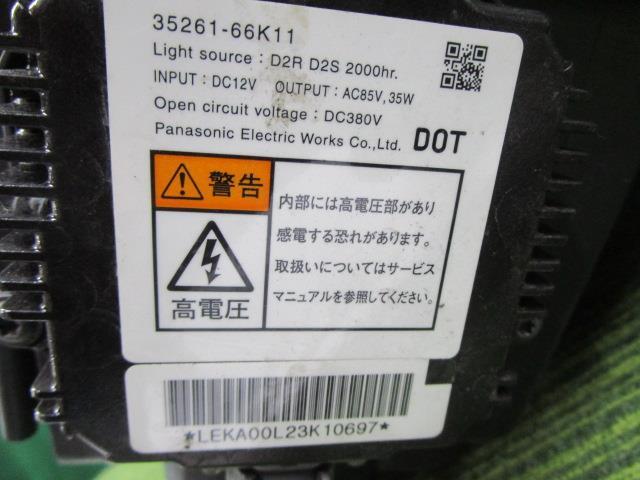 35261-66K11
Light source : D2R D2S 2000hr.
INPUT : DC12V OUTPUT : AC85V, 35W
Open circuit voltage : DC380V
Panasonic Electric Works Co., Ltd. DOT
警告
高電圧
内部には高電圧部があり
感電する恐れがあります。
取扱いについてはサービス
マニュアルを参照してください。
*LEKA00L23K10697*